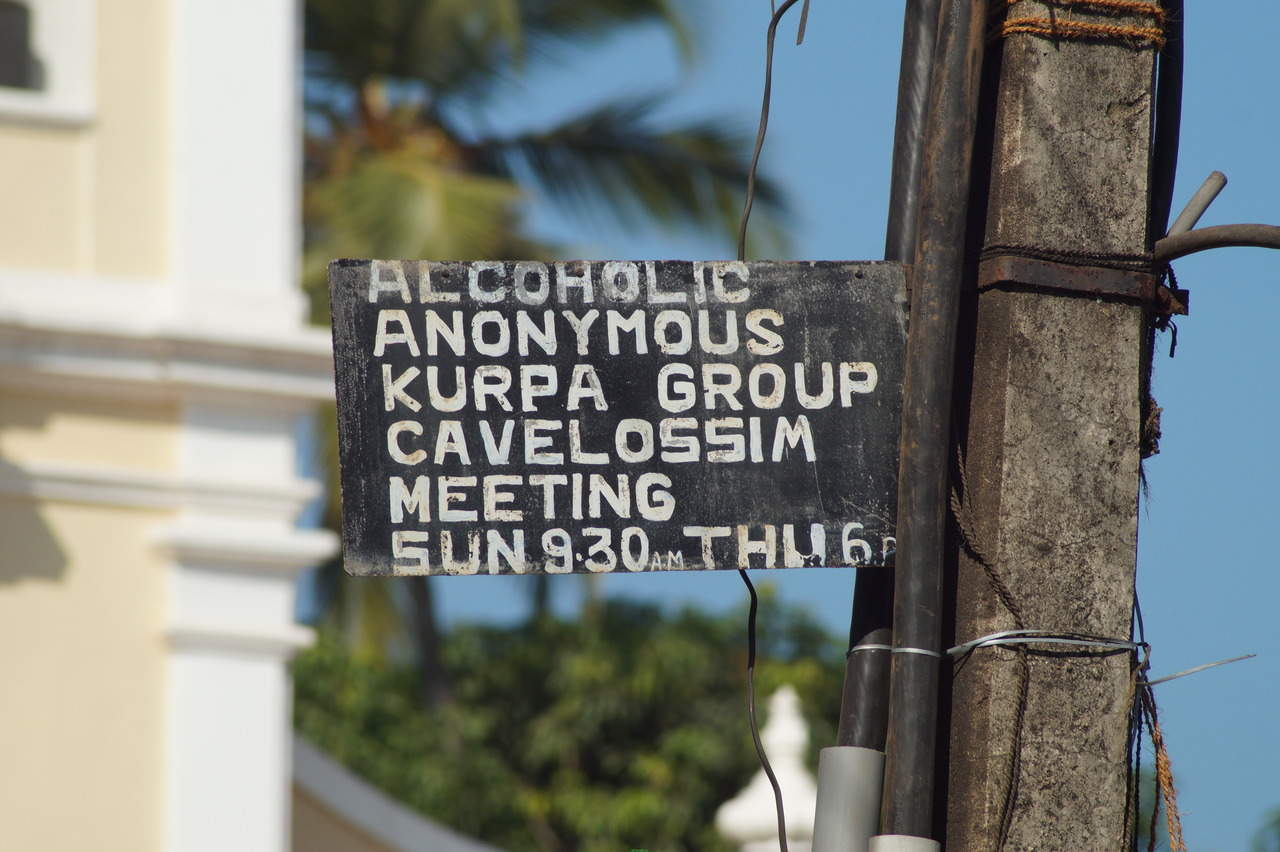 ALCOHOLIC
ANONYMOUS
KURPA GROUP
CAVELOSSIM
MEETING
SUN 9.30 AM THU 6